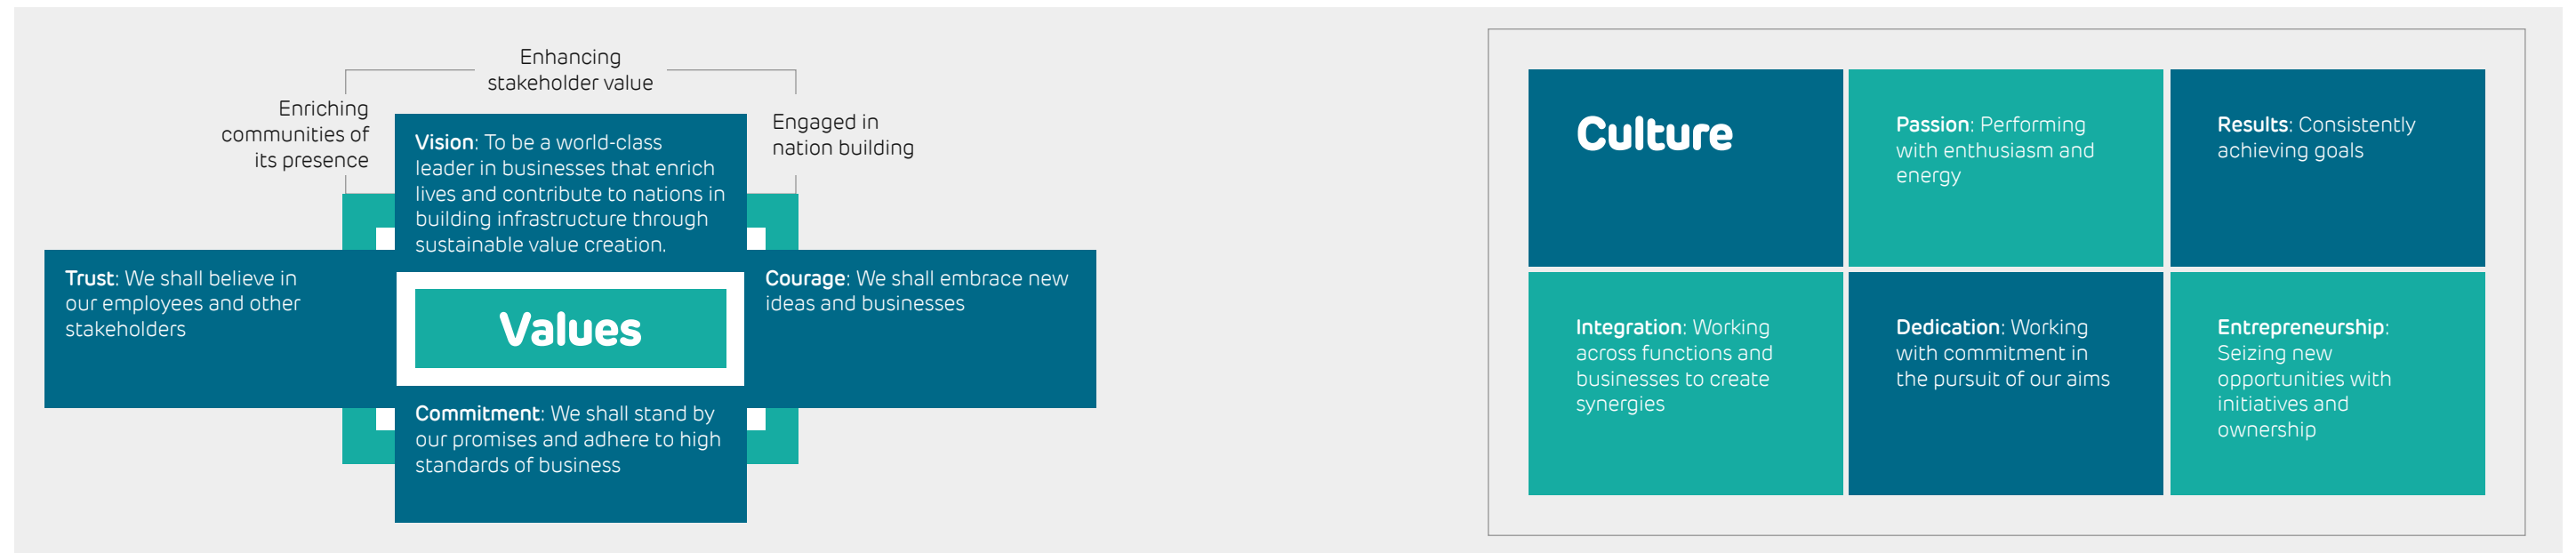 Enhancing
stakeholder value
Enriching
communities of
its presence
Engaged in
nation building
Vision: To be a world-class
leader in businesses that enrich
lives and contribute to nations in
building infrastructure through
sustainable value creation.
Trust: We shall believe in
our employees and other
stakeholders
Values
Courage: We shall embrace new
ideas and businesses
Commitment: We shall stand by
our promises and adhere to high
standards of business
Culture
Passion: Performing
with enthusiasm and
energy
Results: Consistently
achieving goals
Integration: Working
across functions and
businesses to create
synergies
Dedication: Working
with commitment in
the pursuit of our aims
Entrepreneurship:
Seizing new
opportunities with
initiatives and
ownership